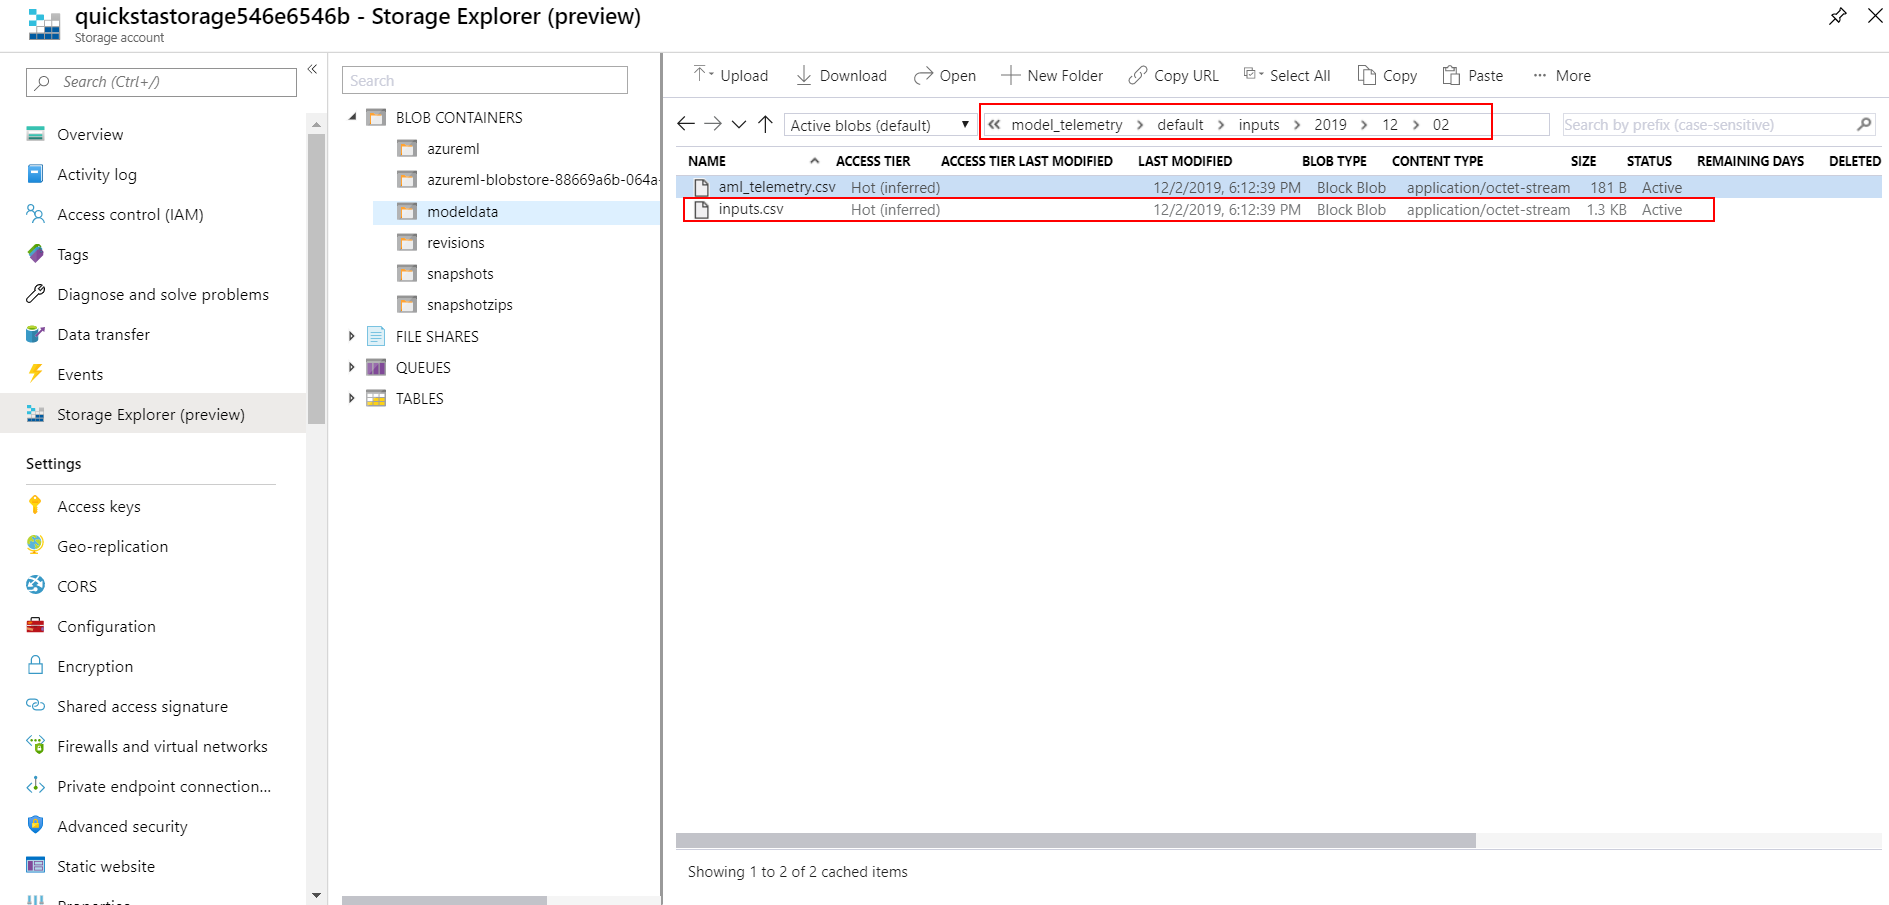 quickstastorage546e6546b - Storage Explorer (preview)
Storage account
Search (Ctrl+/)
Overview
Activity log
Access control (IAM)
Tags
Diagnose and solve problems
Data transfer
Events
Storage Explorer (preview)
Settings
Access keys
Geo-replication
CORS
Configuration
Encryption
Shared access signature
Firewalls and virtual networks
Private endpoint connection...
Advanced security
Static website
Properties
Search
BLOB CONTAINERS
azureml
azureml-blobstore-88669a6b-064a-
modeldata
revisions
snapshots
snapshotzips
FILE SHARES
QUEUES
TABLES
Upload Download Open New Folder Copy URL Select All Copy Paste ... More
Active blobs (default) « model_telemetry > default > inputs > 2019 > 12 > 02 Search by prefix (case-sensitive)
NAME ACCESS TIER ACCESS TIER LAST MODIFIED LAST MODIFIED BLOB TYPE CONTENT TYPE SIZE STATUS REMAINING DAYS DELETED
aml_telemetry.csv Hot (inferred) 12/2/2019, 6:12:39 PM Block Blob application/octet-stream 181 B Active
inputs.csv Hot (inferred) 12/2/2019, 6:12:39 PM Block Blob application/octet-stream 1.3 KB Active
Showing 1 to 2 of 2 cached items